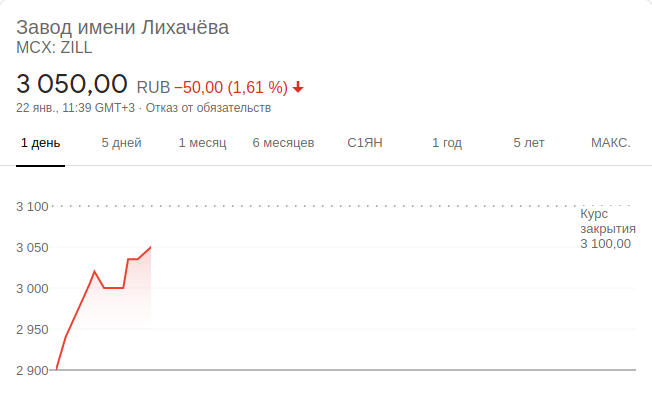 Завод имени Лихачёва
MCX: ZILL
3 050,00 RUB −50,00 (1,61 %)
22 янв., 11:39 GMT+3 · Отказ от обязательств
1 день 5 дней 1 месяц 6 месяцев С1ЯН 1 год 5 лет МАКС.
3 100
Курс
закрытия
3 100,00
3 050
3 000
2 950
2 900